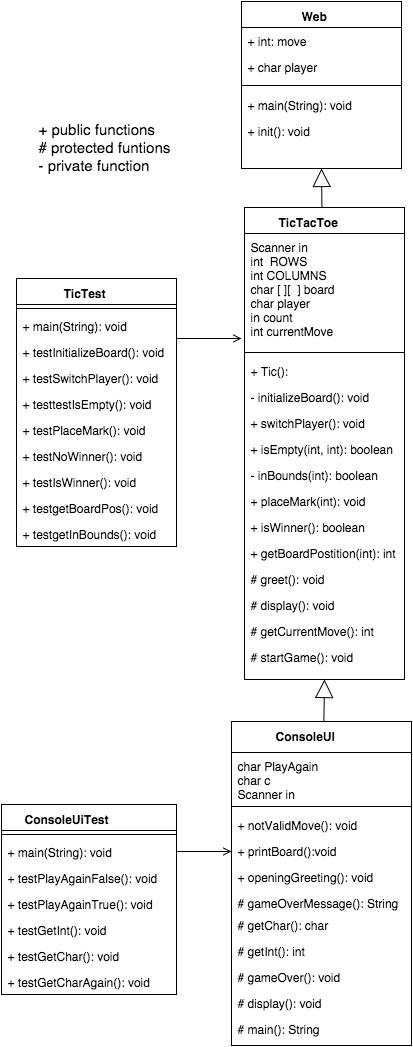 Web
+ int: move
+ char player
+ main(String): void
+ init(): void
+ public functions
# protected funtions
- private function
TicTacToe
Scanner in
int  ROWS
int COLUMNS
char [ ][  ] board
char player
in count
int currentMove
+ Tic():
- initializeBoard(): void
+ switchPlayer(): void
+ isEmpty(int, int): boolean
- inBounds(int): boolean
+ placeMark(int): void
+ isWinner(): boolean
+ getBoardPostition(int): int
# greet(): void
# display(): void
# getCurrentMove(): int
# startGame(): void
TicTest
+ main(String): void
+ testInitializeBoard(): void
+ testSwitchPlayer(): void
+ testtestIsEmpty(): void
+ testPlaceMark(): void
+ testNoWinner(): void
+ testIsWinner(): void
+ testgetBoardPos(): void
+ testgetInBounds(): void
ConsoleUI
char PlayAgain
char c
Scanner in
+ notValidMove(): void
+ printBoard():void
+ openingGreeting(): void
# gameOverMessage(): String
# getChar(): char
# getInt(): int
# gameOver(): void
# display(): void
# main(): String
ConsoleUiTest
+ main(String): void
+ testPlayAgainFalse(): void
+ testPlayAgainTrue(): void
+ testGetInt(): void
+ testGetChar(): void
+ testGetCharAgain(): void